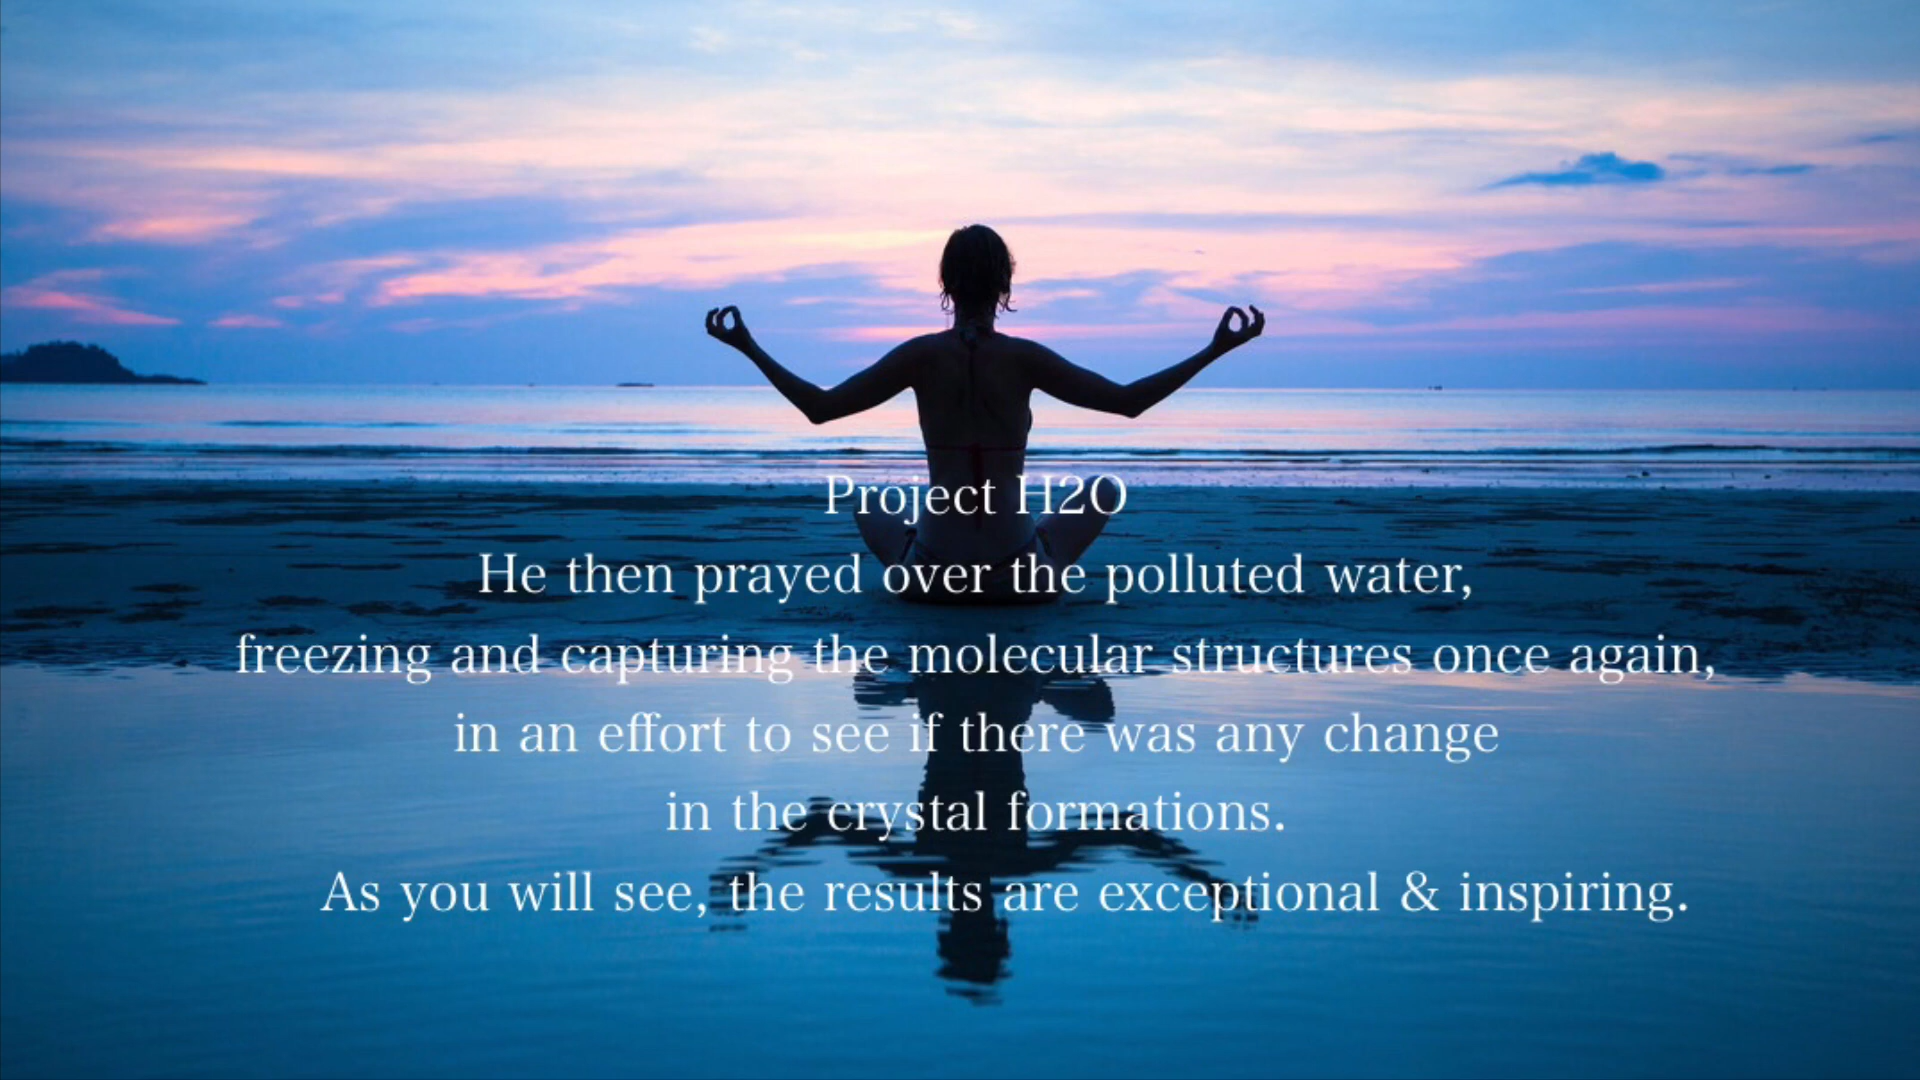 Project H2O
He then prayed over the polluted water,
freezing and capturing the molecular structures once again,
in an effort to see if there was any change
in the crystal formations.
As you will see, the results are exceptional & inspiring.